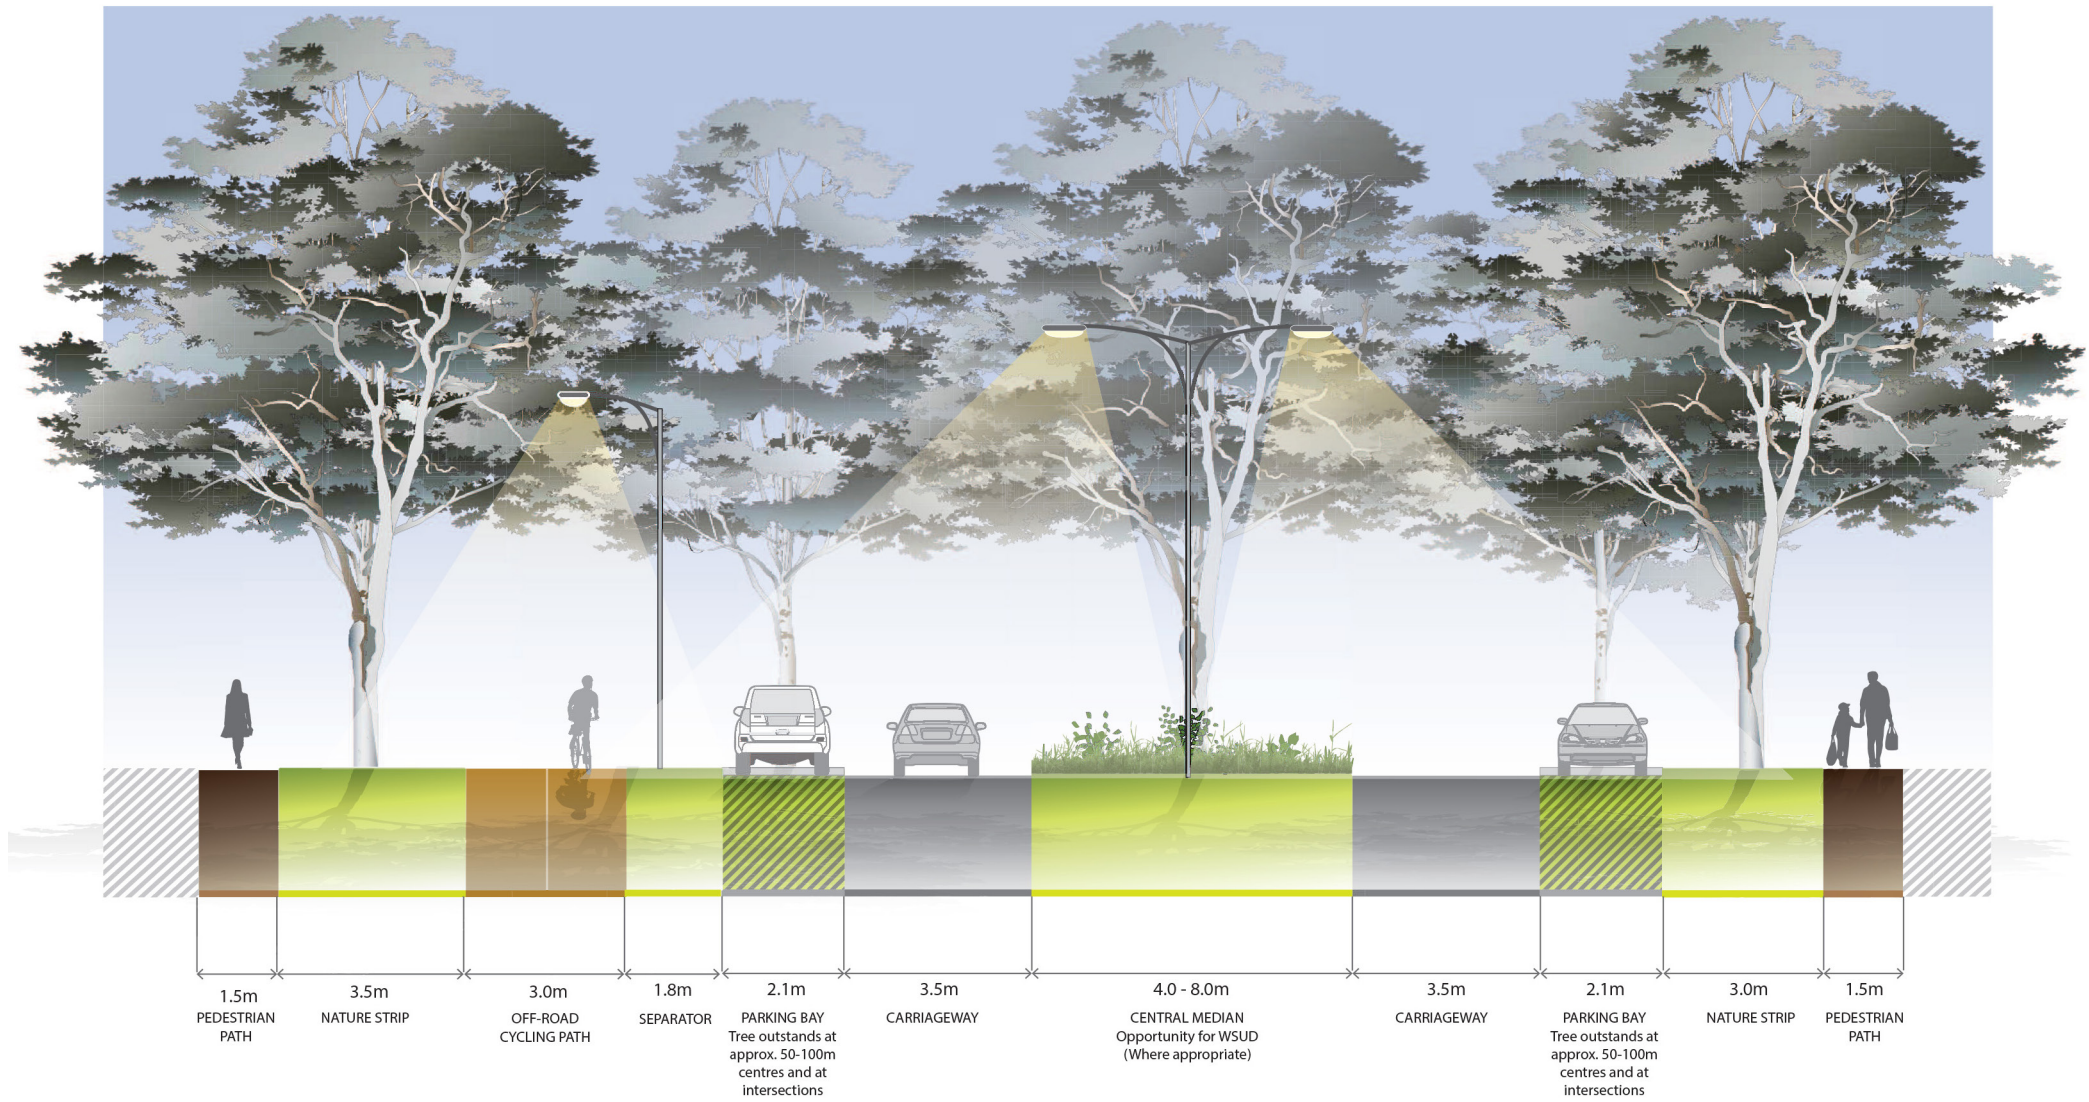 1.5m
PEDESTRIAN
PATH
3.5m
NATURE STRIP
3.0m
OFF-ROAD
CYCLING PATH
1.8m
SEPARATOR
2.1m
PARKING BAY
Tree outstands at
approx. 50-100m
centres and at
intersections
3.5m
CARRIAGEWAY
4.0 - 8.0m
CENTRAL MEDIAN
Opportunity for WSUD
(Where appropriate)
3.5m
CARRIAGEWAY
2.1m
PARKING BAY
Tree outstands at
approx. 50-100m
centres and at
intersections
3.0m
NATURE STRIP
1.5m
PEDESTRIAN
PATH